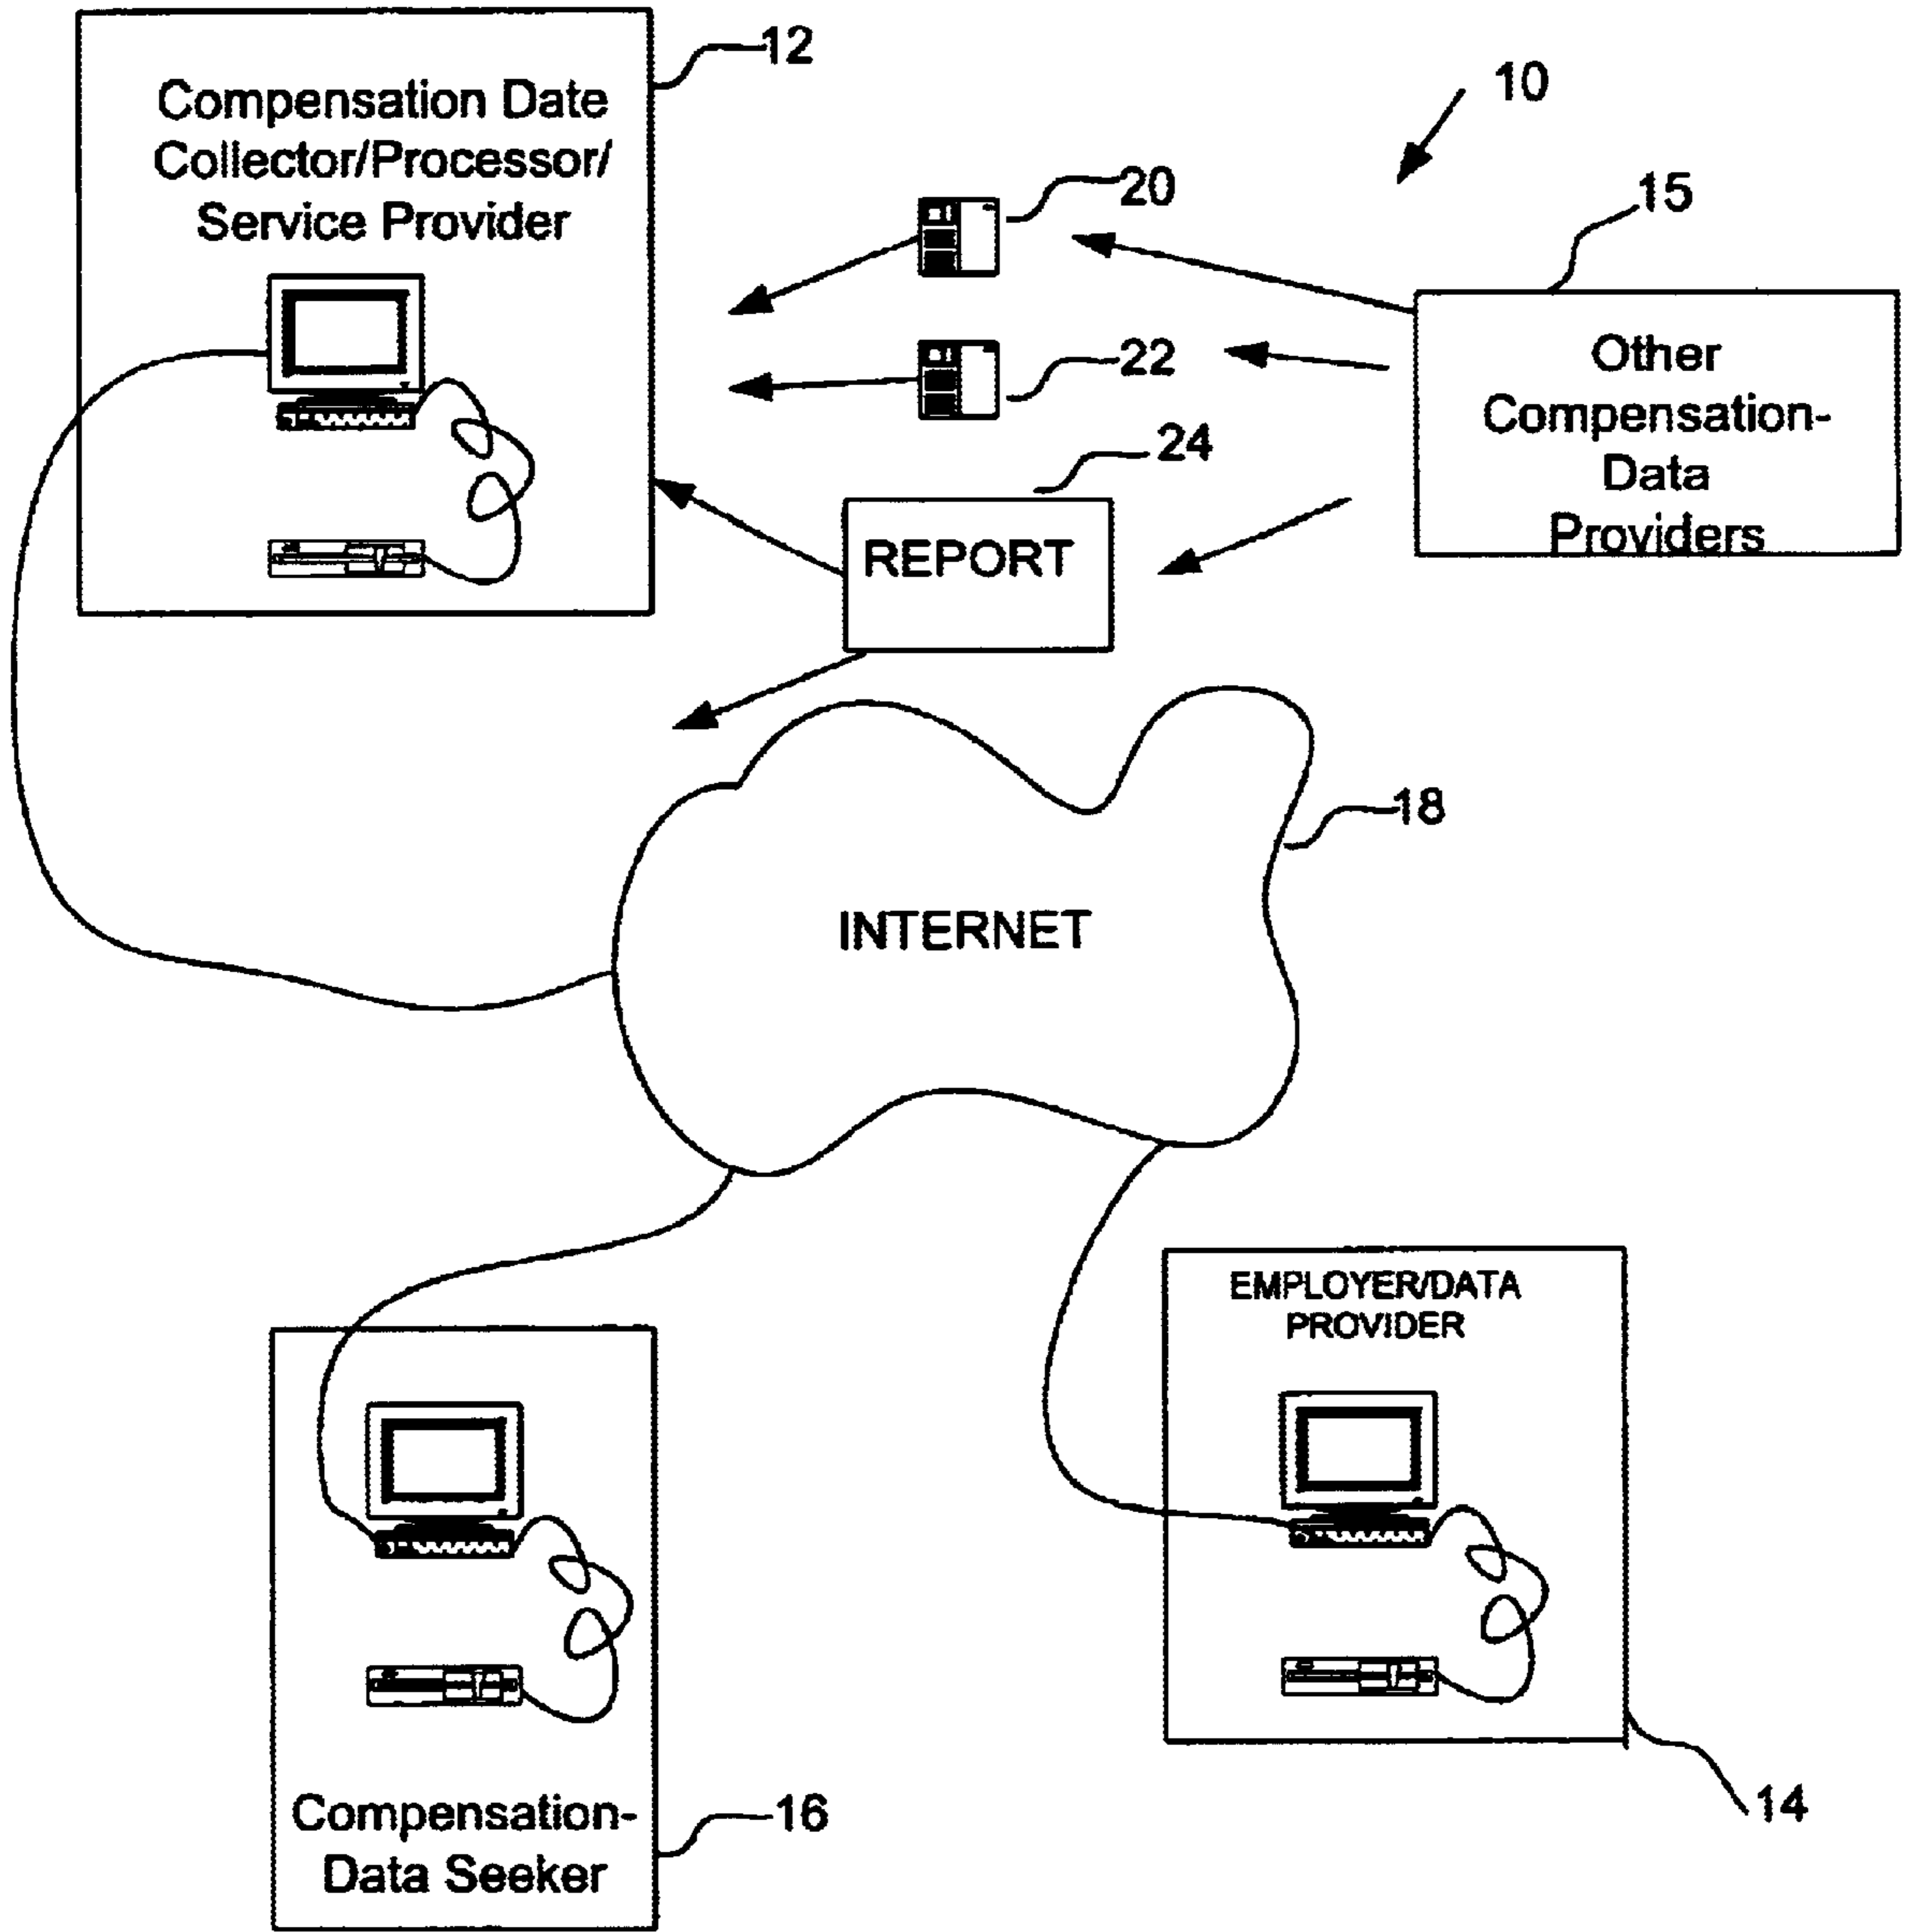 12
Compensation Date
Collector/Processor/
Service Provider
10
20
15
22
Other
Compensation-
Data
Providers
24
REPORT
18
INTERNET
EMPLOYER/DATA
PROVIDER
14
Compensation-
Data Seeker
16